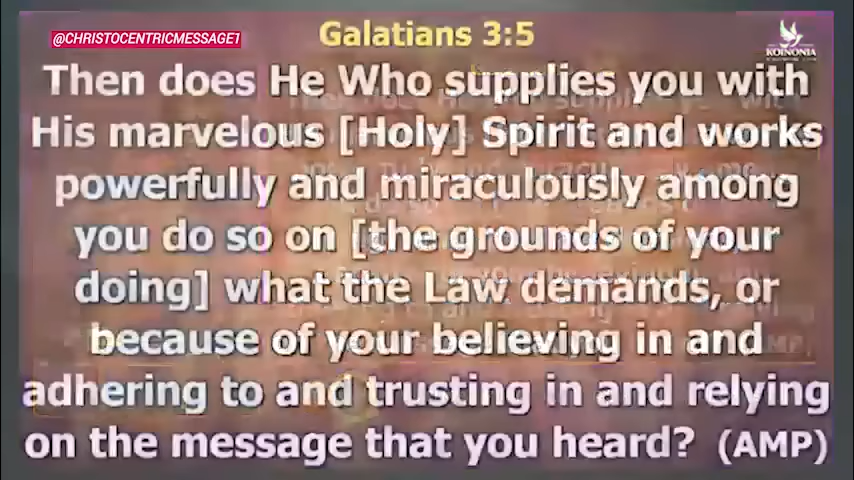 @CHRISTOCENTRICMESSAGE1
Galatians 3:5
KOINONIA
Then does He Who supplies you with
His marvelous [Holy] Spirit and works
powerfully and miraculously among
you do so on [the grounds of your
doing] what the Law demands, or
because of your believing in and
adhering to and trusting in and relying
on the message that you heard? (AMP)